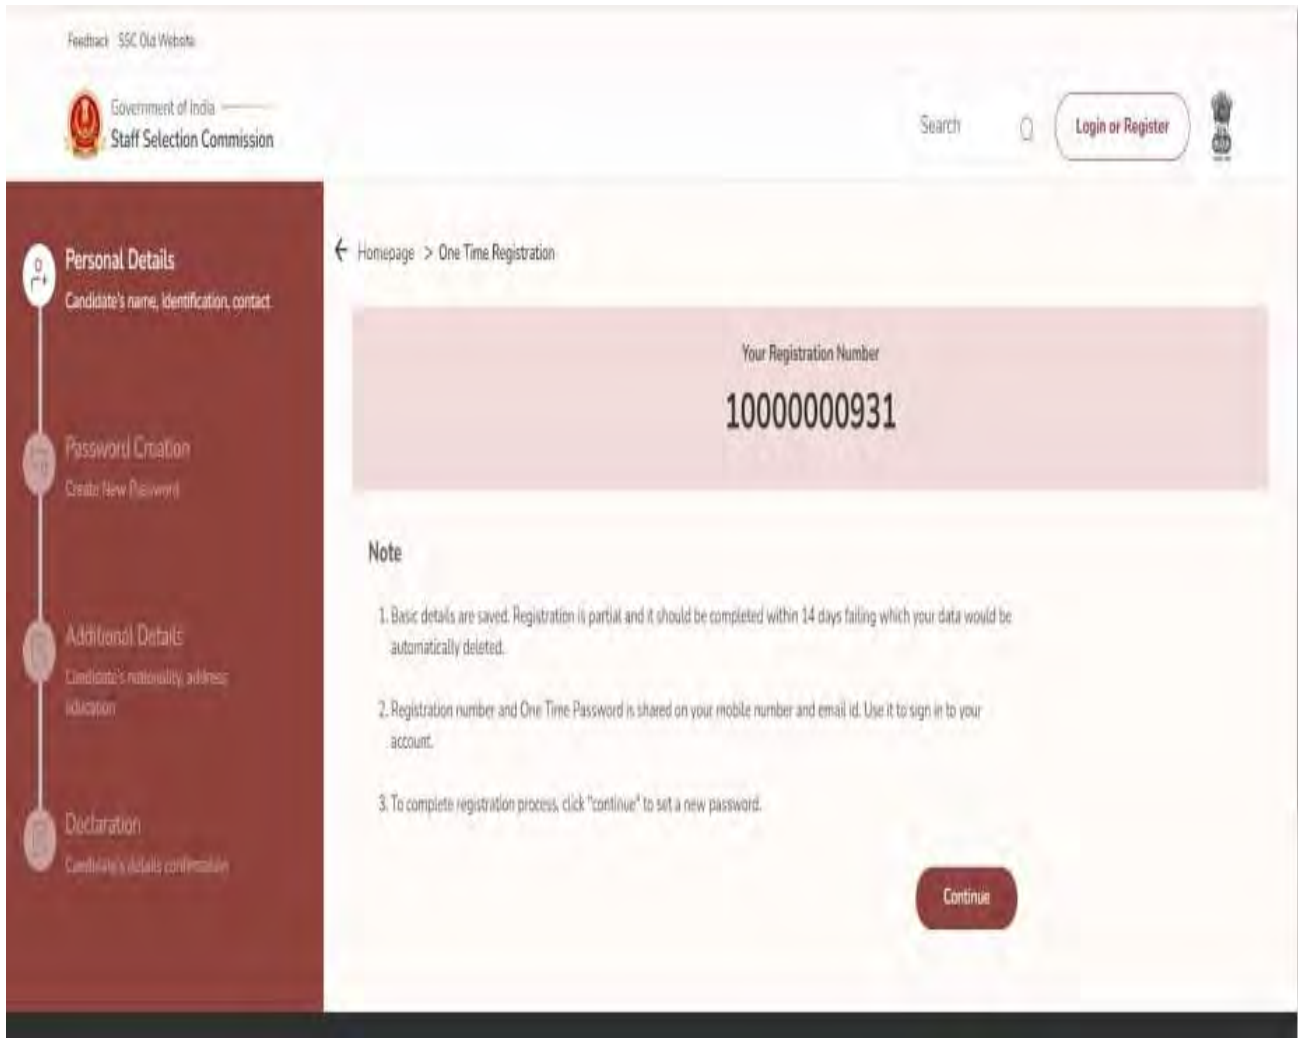 Feedback SSC Old Website
Government of India
Staff Selection Commission
Search
Login or Register
Personal Details
Candidate's name, Identification, contact
Password Creation
Create New Password
Additional Details
Candidate's nationality, address,
education
Declaration
Candidate's details confirmation
Homepage > One Time Registration
Your Registration Number
10000000931
Note
1. Basic details are saved. Registration is partial and it should be completed within 14 days failing which your data would be
automatically deleted.
2. Registration number and One Time Password is shared on your mobile number and email id. Use it to sign in to your
account.
3. To complete registration process, click "continue" to set a new password.
Continue